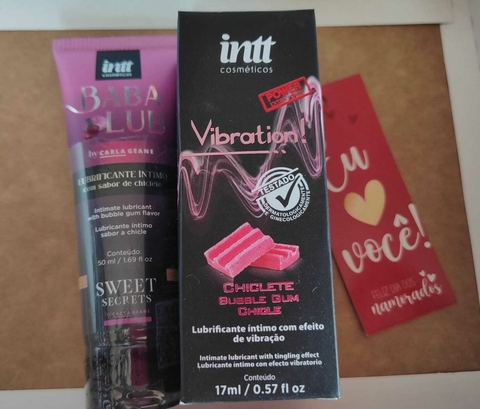 intt
cosméticos
BABA
by CARLA GEANE
LUBRIFICANTE ÍNTIMO
com sabor de chiclete
Intimate lubricant
with bubble gum flavor
Lubricante íntimo
sabor a chicle
Contenido
50 ml / 1.69 fl oz
SWEET
SECRETS
intt
cosméticos
POWER
Vibration!
TESTADO
DERMATOLOGICAMENTE
E GINECOLOGICAMENTE
CHICLETE
BUBBLE GUM
CHICLE
Lubrificante íntimo com efeito
de vibração
Intimate lubricant with tingling effect
Lubricante íntimo con efecto vibratorio
Conteúdo
17ml / 0.57 fl oz
Eu
você!
FELIZ DIA DOS
namorados